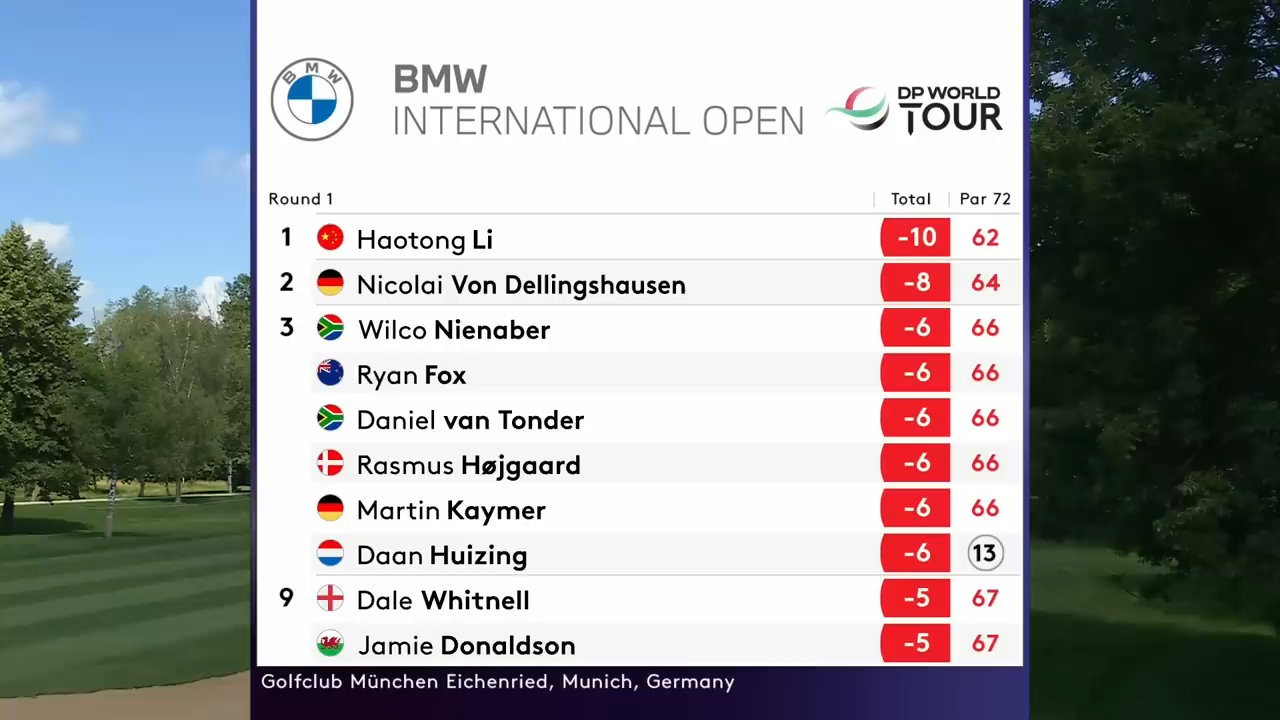 BMW
BMW
INTERNATIONAL OPEN
DP WORLD
TOUR
Round 1 Total Par 72
1 Haotong Li -10 62
2 Nicolai Von Dellingshausen -8 64
3 Wilco Nienaber -6 66
Ryan Fox -6 66
Daniel van Tonder -6 66
Rasmus Højgaard -6 66
Martin Kaymer -6 66
Daan Huizing -6 13
9 Dale Whitnell -5 67
Jamie Donaldson -5 67
Golfclub München Eichenried, Munich, Germany